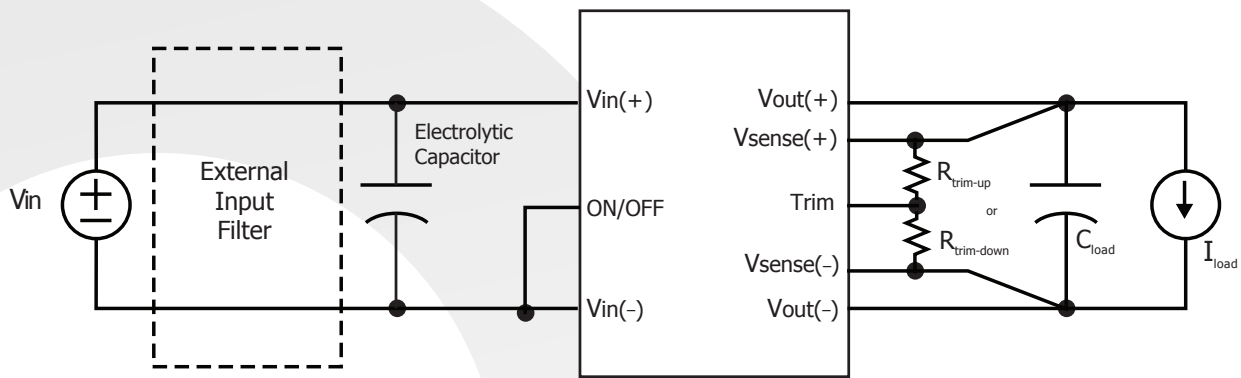 Vin
External
Input
Filter
Electrolytic
Capacitor
Vin(+)
ON/OFF
Vin(–)
Vout(+)
Vsense(+)
Trim
Vsense(–)
Vout(–)
Rtrim-up
or
Rtrim-down
Cload
Iload